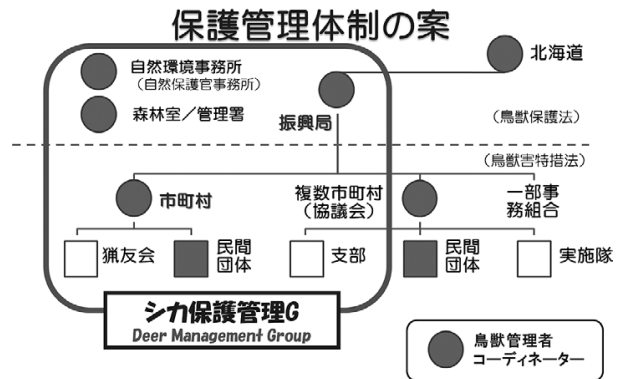 保護管理体制の案
自然環境事務所
（自然保護官事務所）
森林室／管理署
北海道
振興局
（鳥獣保護法）
（鳥獣害特措法）
市町村
複数市町村
（協議会）
一部事
務組合
猟友会
民間
団体
支部
民間
団体
実施隊
シカ保護管理G
Deer Management Group
鳥獣管理者
コーディネーター